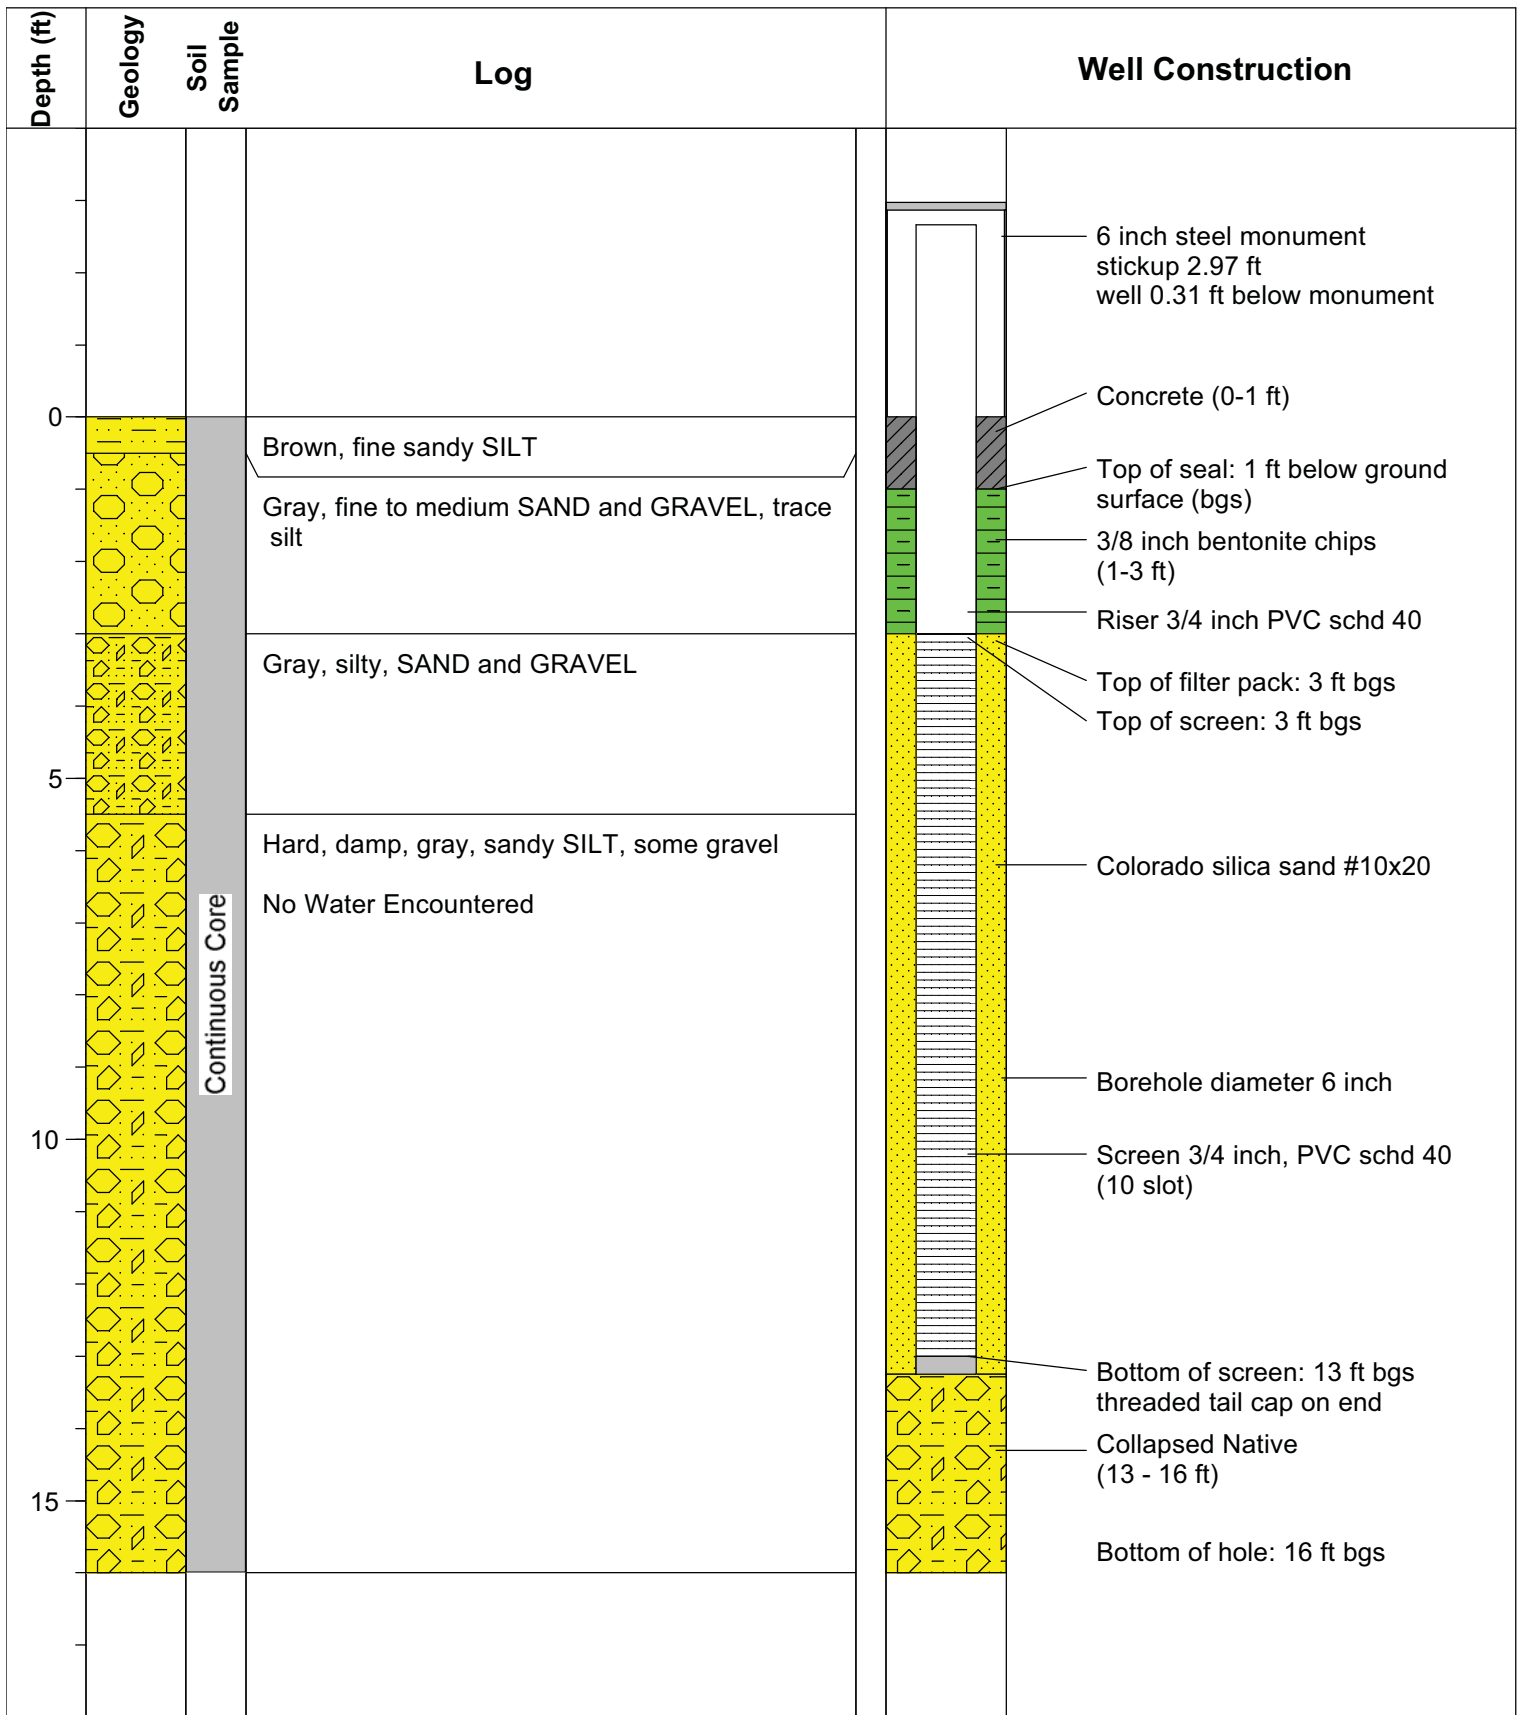 Depth (ft)
Geology
Soil
Sample
Log
Well Construction
6 inch steel monument
stickup 2.97 ft
well 0.31 ft below monument
Concrete (0-1 ft)
0
Brown, fine sandy SILT
Top of seal: 1 ft below ground
surface (bgs)
Gray, fine to medium SAND and GRAVEL, trace
silt
3/8 inch bentonite chips
(1-3 ft)
Riser 3/4 inch PVC schd 40
Gray, silty, SAND and GRAVEL
Top of filter pack: 3 ft bgs
Top of screen: 3 ft bgs
5
Hard, damp, gray, sandy SILT, some gravel
Colorado silica sand #10x20
No Water Encountered
Continuous Core
Borehole diameter 6 inch
10
Screen 3/4 inch, PVC schd 40
(10 slot)
Bottom of screen: 13 ft bgs
threaded tail cap on end
Collapsed Native
(13 - 16 ft)
15
Bottom of hole: 16 ft bgs